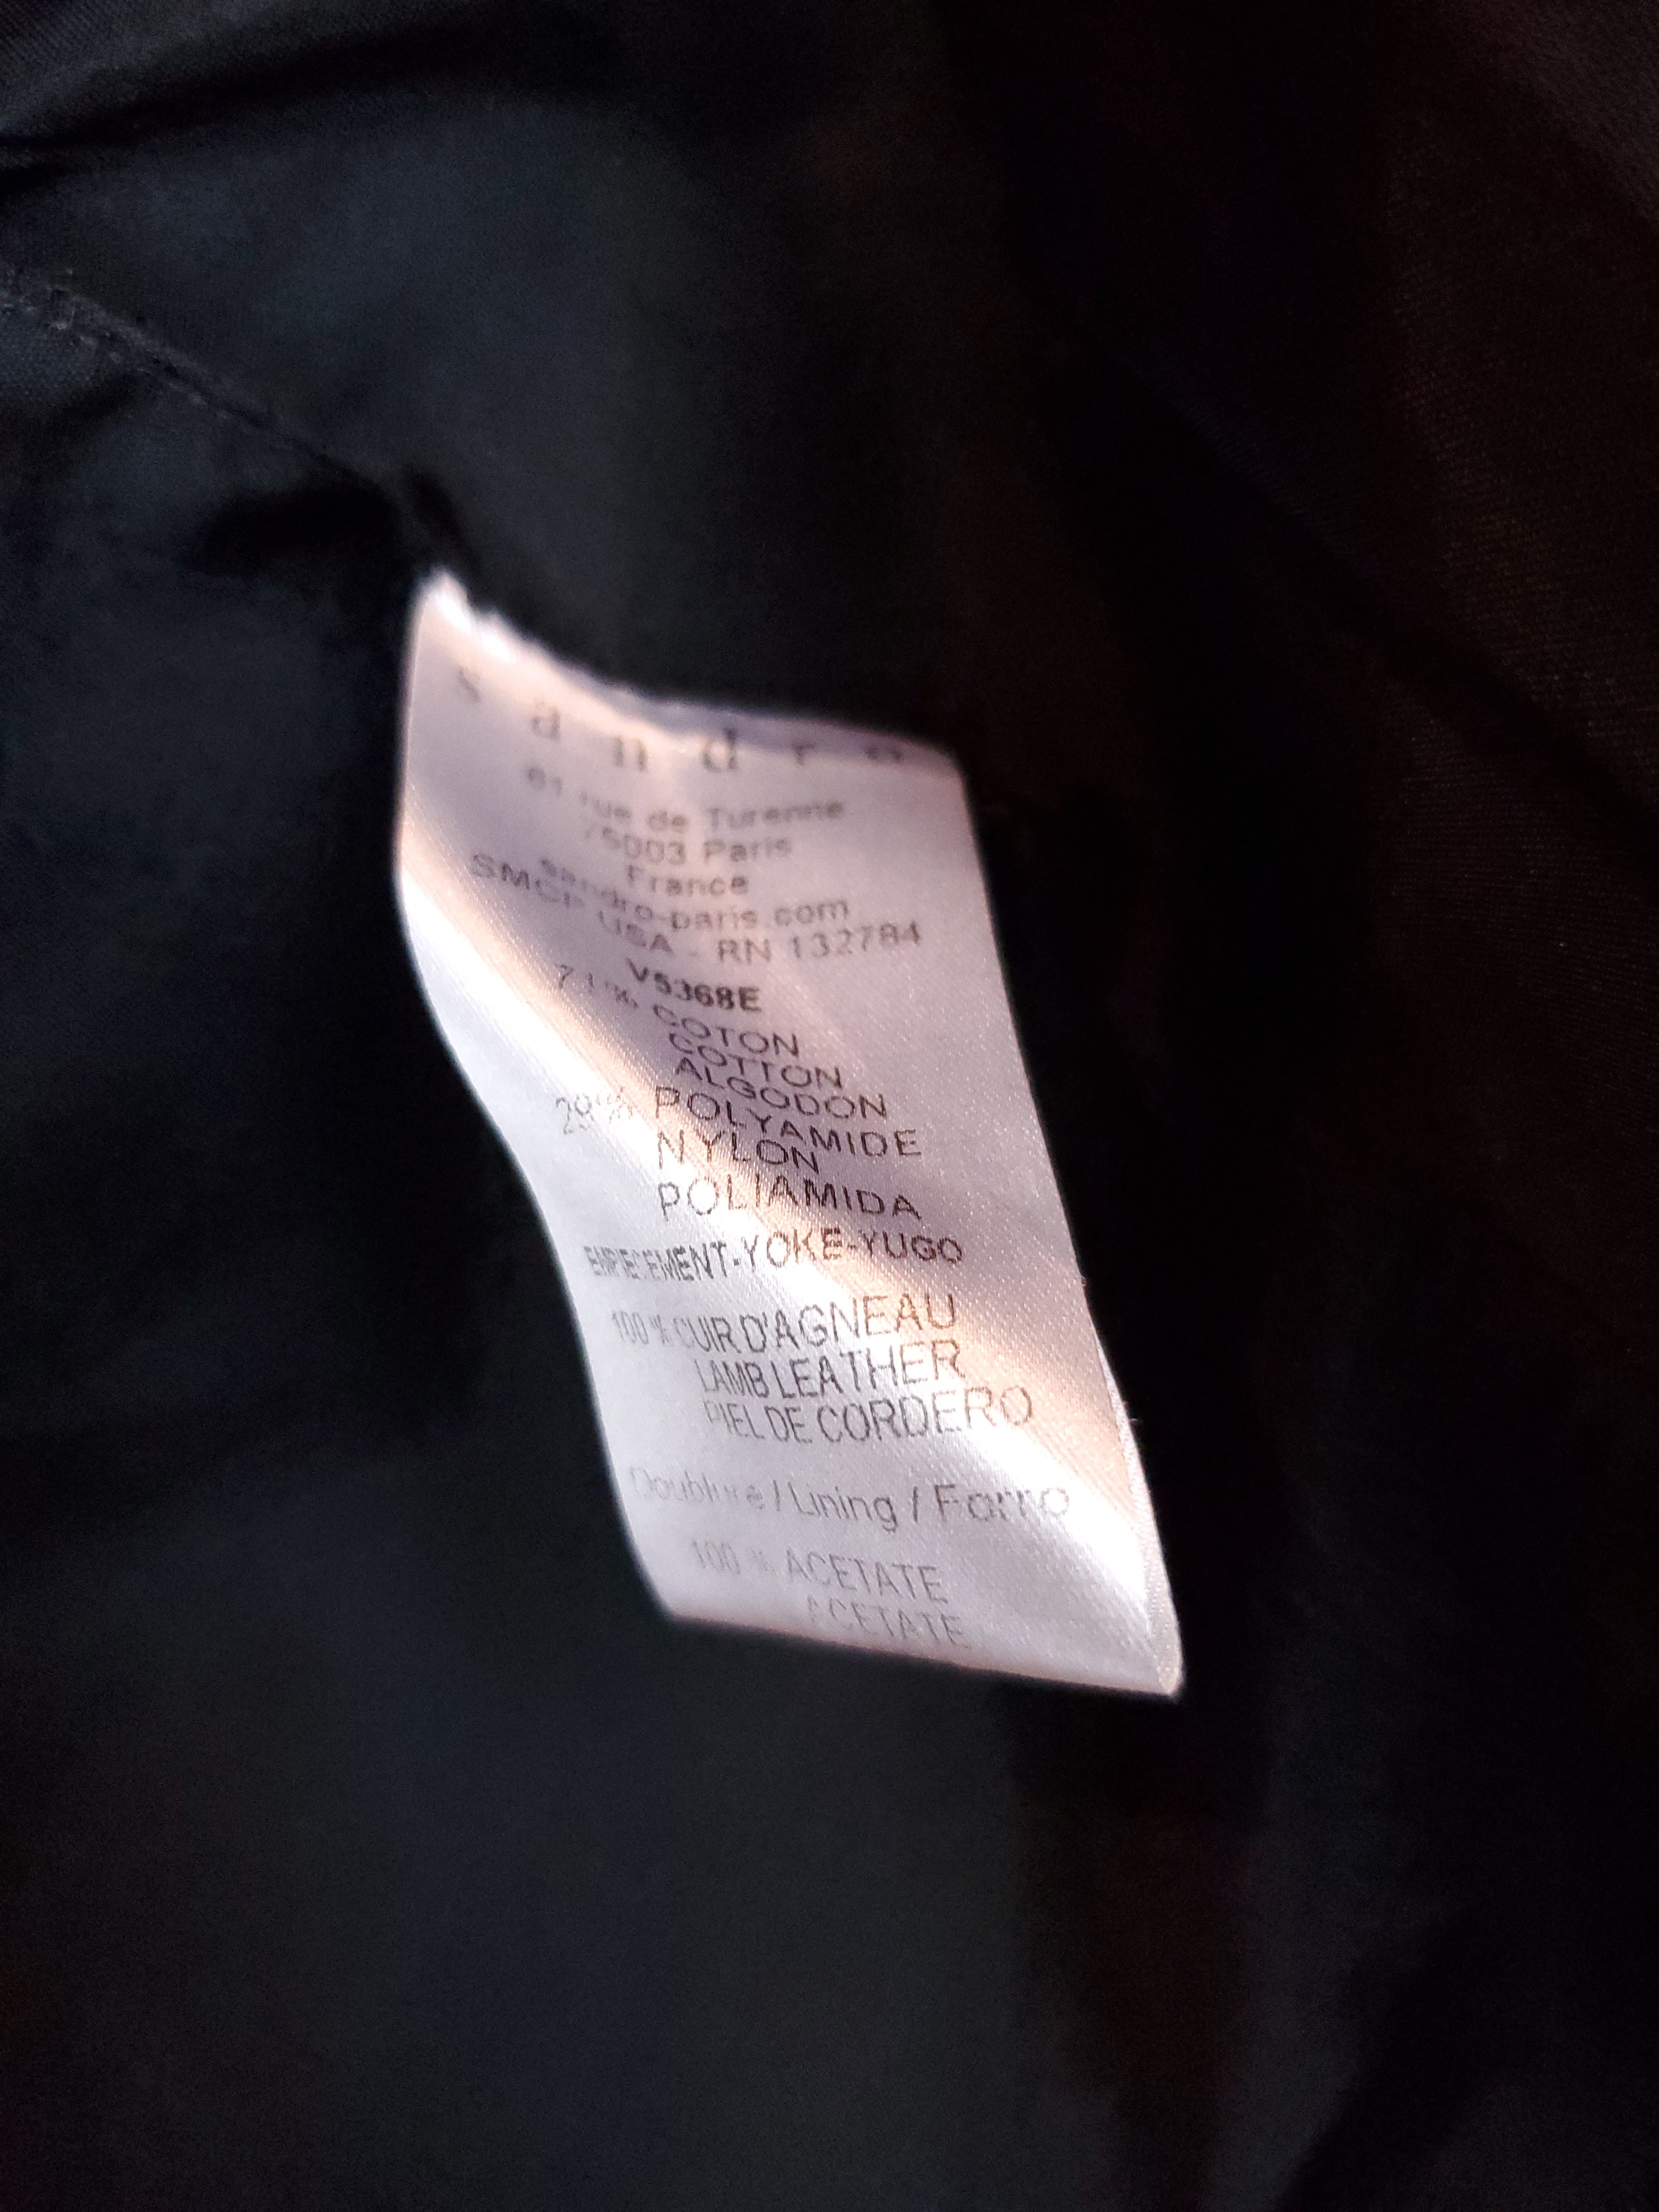 sandro
61 rue de Turenne
75003 Paris
France
sandro-paris.com
SMCP USA - RN 132784
V5368E
71% COTON
COTTON
ALGODÓN
29% POLYAMIDE
NYLON
POLIAMIDA
EMPIECEMENT-YOKE-YUGO
100 % CUIR D'AGNEAU
LAMB LEATHER
PIEL DE CORDERO
Doublure / Lining / Forro
100 % ACETATE
ACETATE